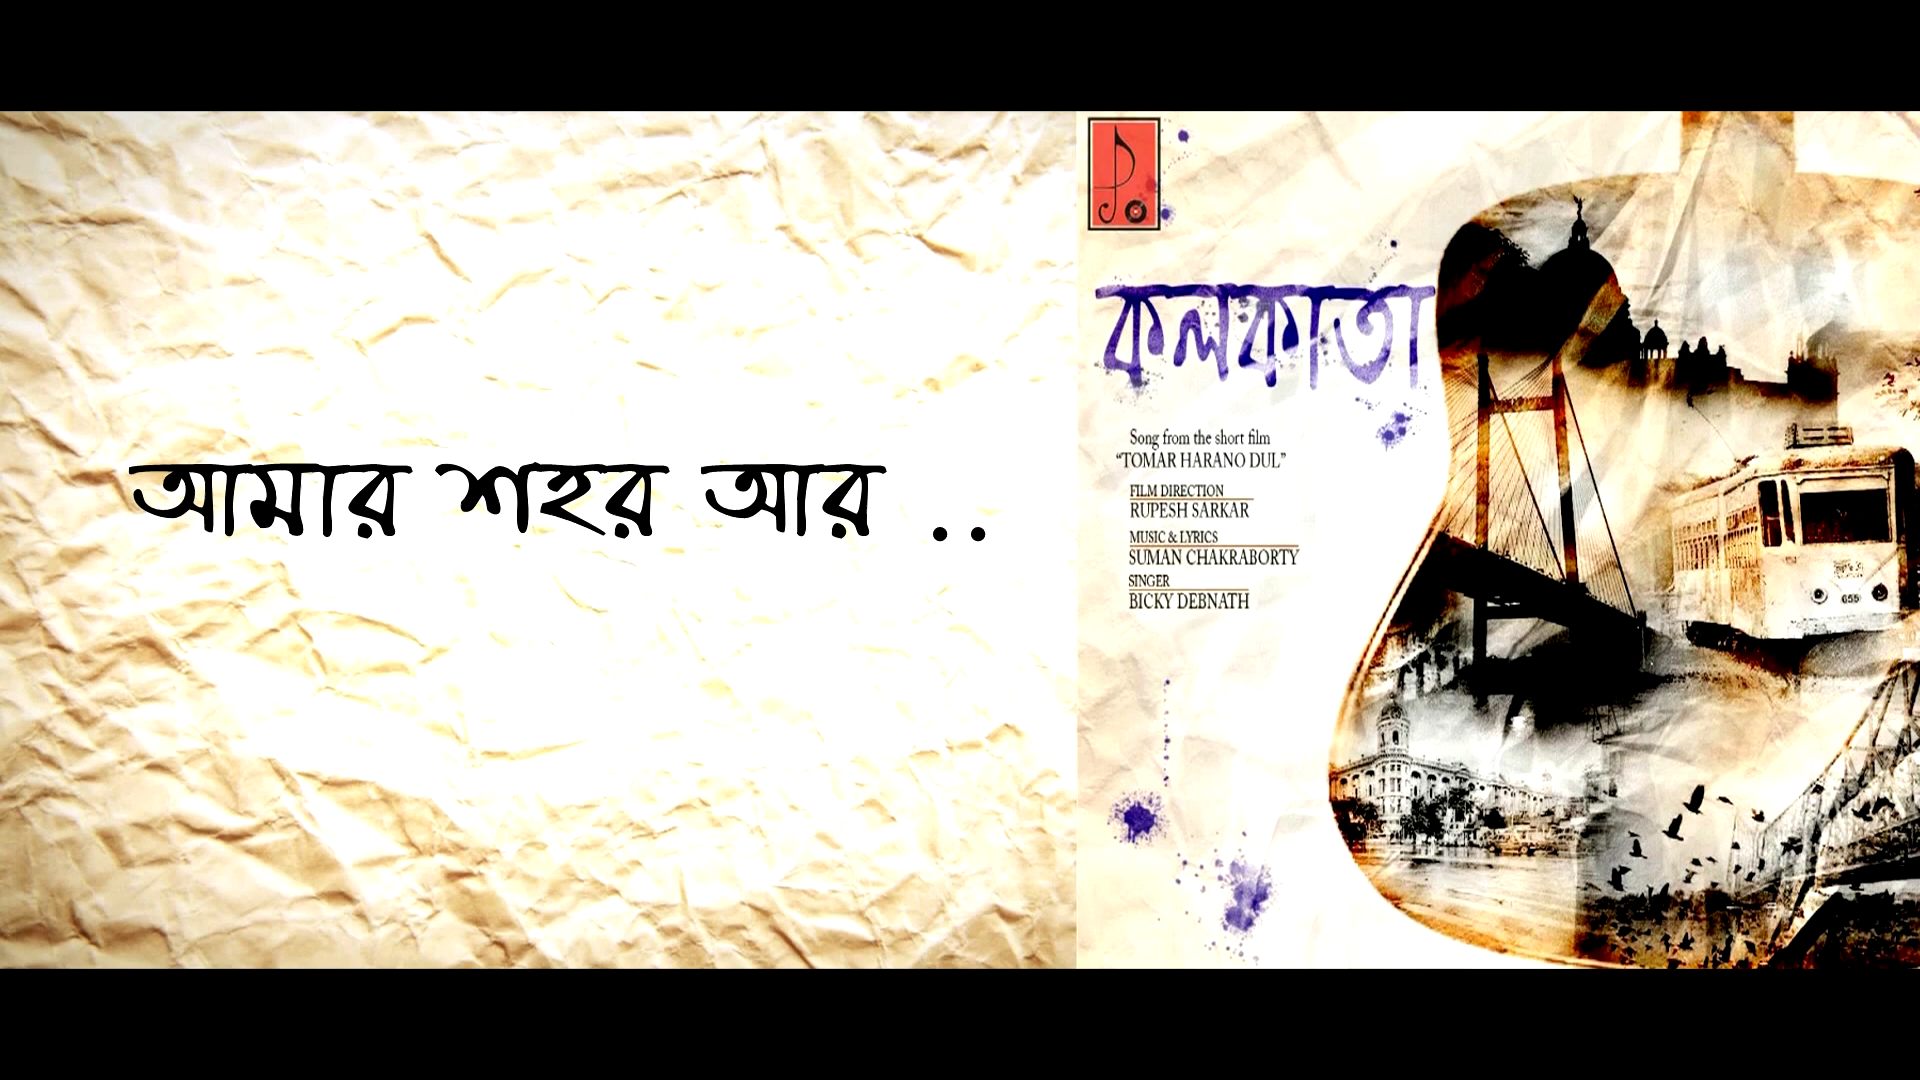 আমার শহর আর ..
কলকাতা
Song from the short film
“TOMAR HARANO DUL”
FILM DIRECTION
RUPESH SARKAR
MUSIC & LYRICS
SUMAN CHAKRABORTY
SINGER
BICKY DEBNATH
655